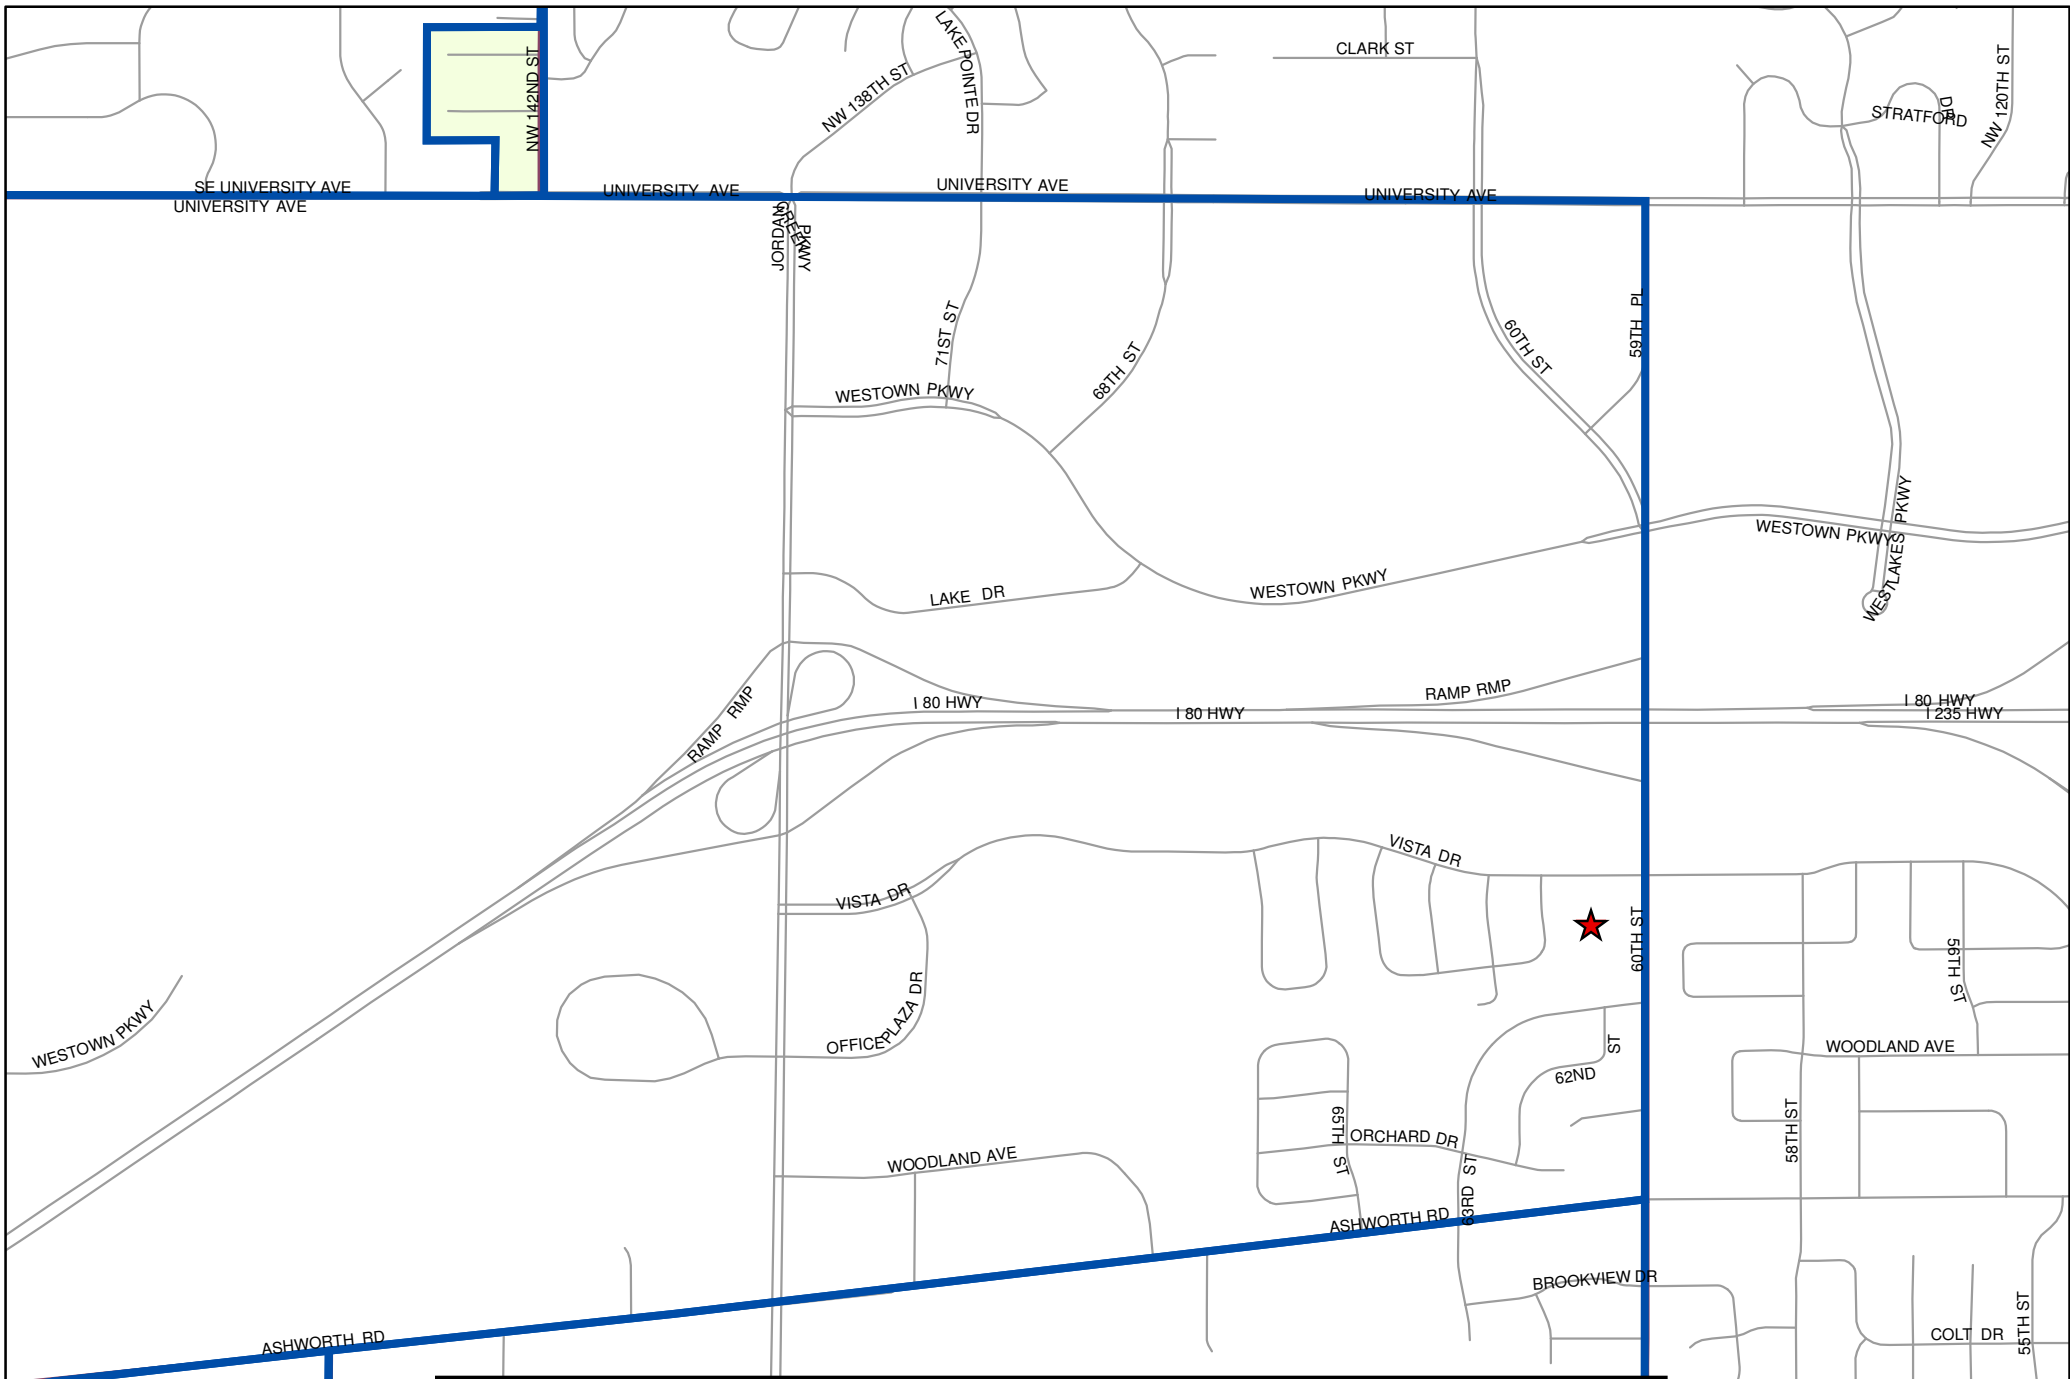 LAKE POINTE DR
CLARK ST
NW 142ND ST
NW 138TH ST
STRATFORD DR
NW 120TH ST
SE UNIVERSITY AVE
UNIVERSITY AVE
UNIVERSITY AVE
UNIVERSITY AVE
UNIVERSITY AVE
JORDAN CREEK PKWY
71ST ST
68TH ST
60TH ST
59TH PL
WESTOWN PKWY
WESTOWN PKWY
WESTOWN PKWY
WEST LAKES PKWY
LAKE DR
RAMP RMP
RAMP RMP
I 80 HWY
I 80 HWY
I 80 HWY
I 235 HWY
VISTA DR
VISTA DR
60TH ST
56TH ST
OFFICE PLAZA DR
WESTOWN PKWY
62ND ST
WOODLAND AVE
65TH ST
ORCHARD DR
58TH ST
WOODLAND AVE
63RD ST
ASHWORTH RD
BROOKVIEW DR
ASHWORTH RD
COLT DR
55TH ST